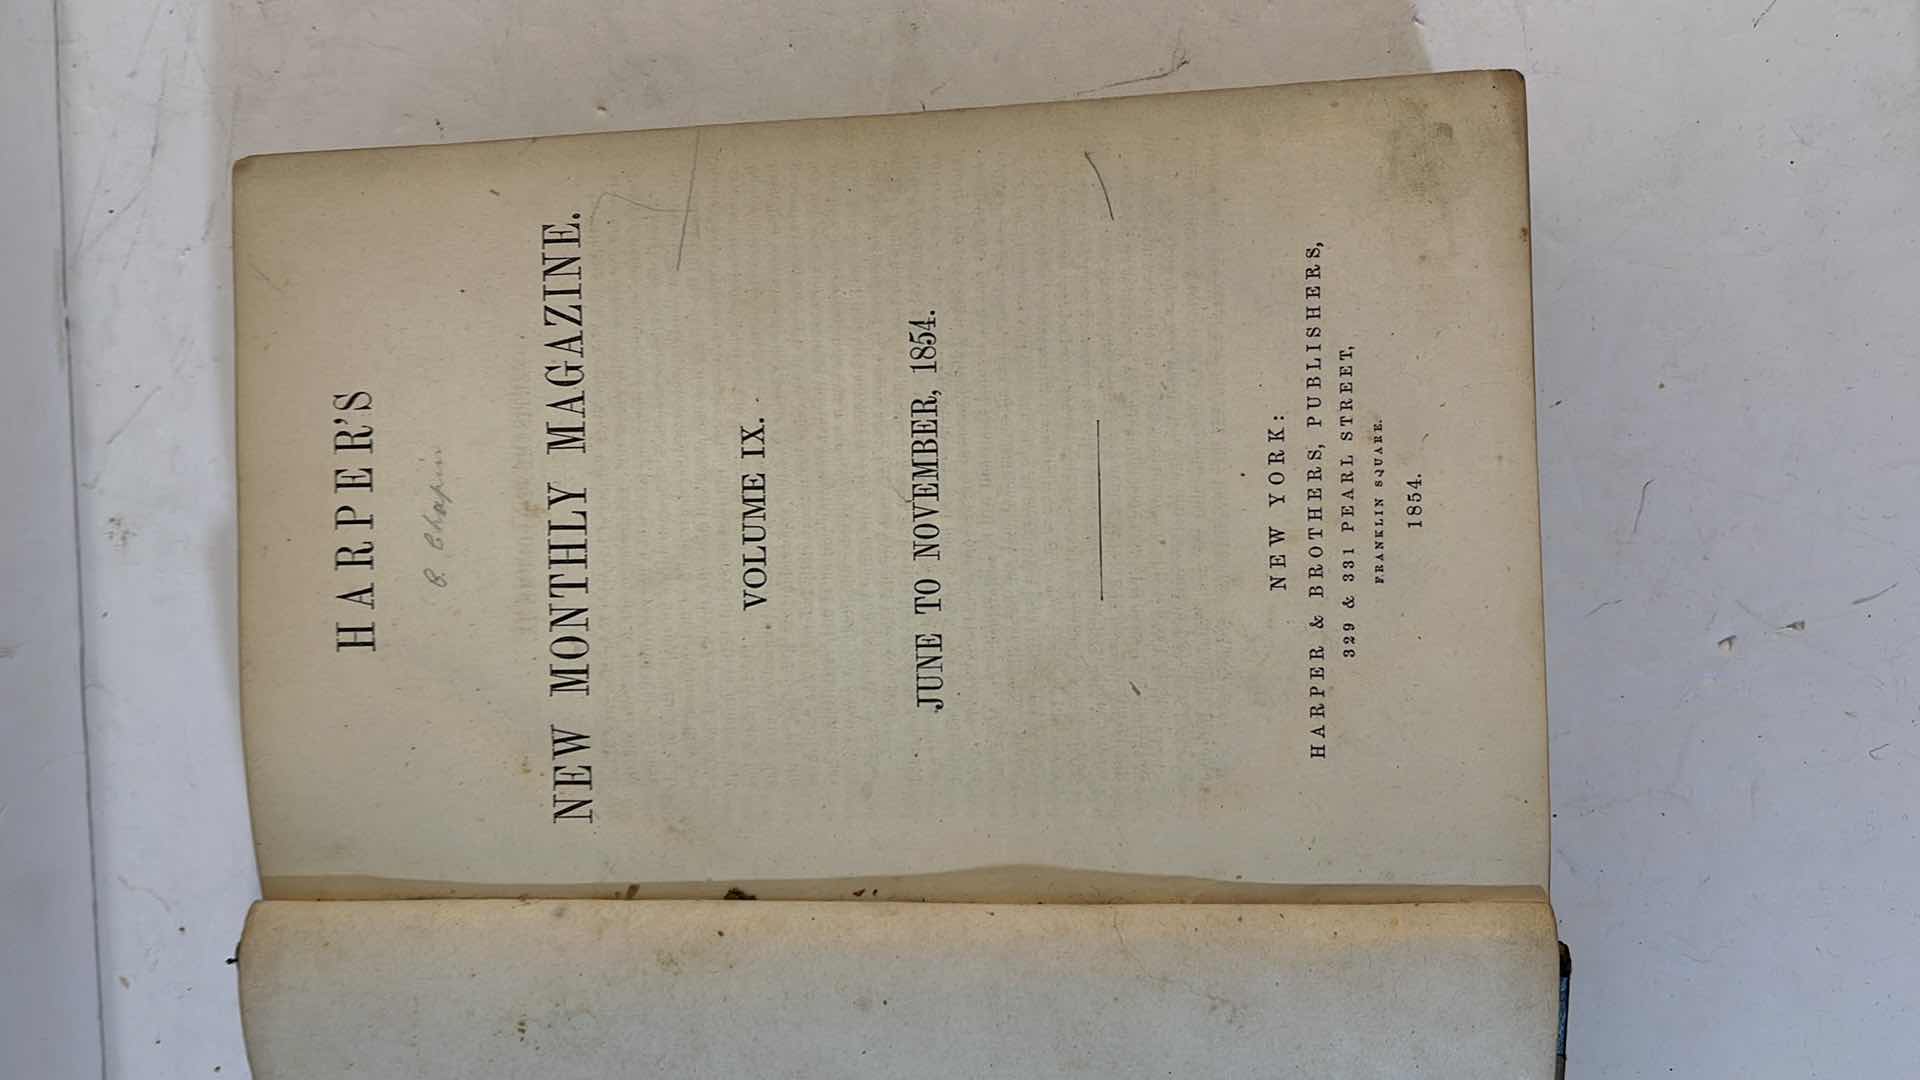 HARPER'S
Chapin
NEW MONTHLY MAGAZINE.
VOLUME IX.
JUNE TO NOVEMBER, 1854.
NEW YORK:
HARPER & BROTHERS, PUBLISHERS,
329 & 331 PEARL STREET,
FRANKLIN SQUARE.
1854.